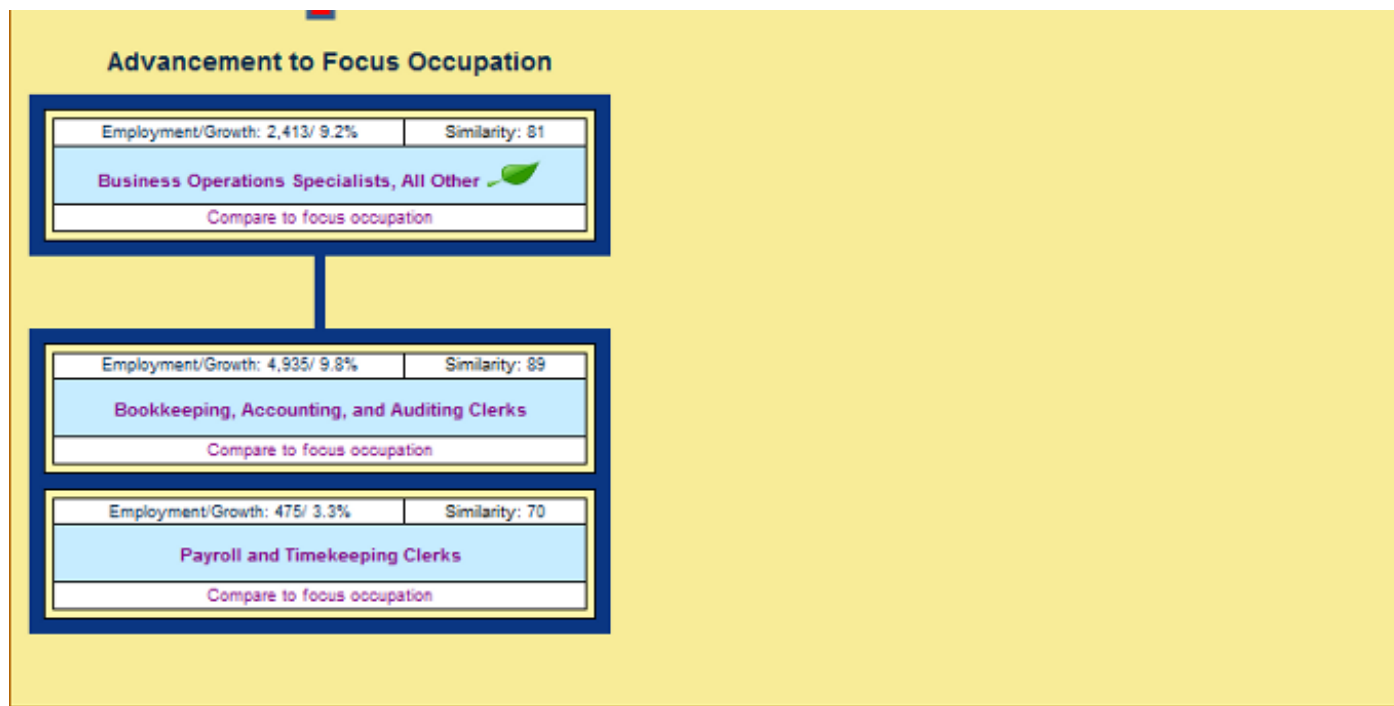 Advancement to Focus Occupation
Employment/Growth: 2,413/ 9.2%
Similarity: 81
Business Operations Specialists, All Other
Compare to focus occupation
Employment/Growth: 4,935/ 9.8%
Similarity: 89
Bookkeeping, Accounting, and Auditing Clerks
Compare to focus occupation
Employment/Growth: 475/ 3.3%
Similarity: 70
Payroll and Timekeeping Clerks
Compare to focus occupation